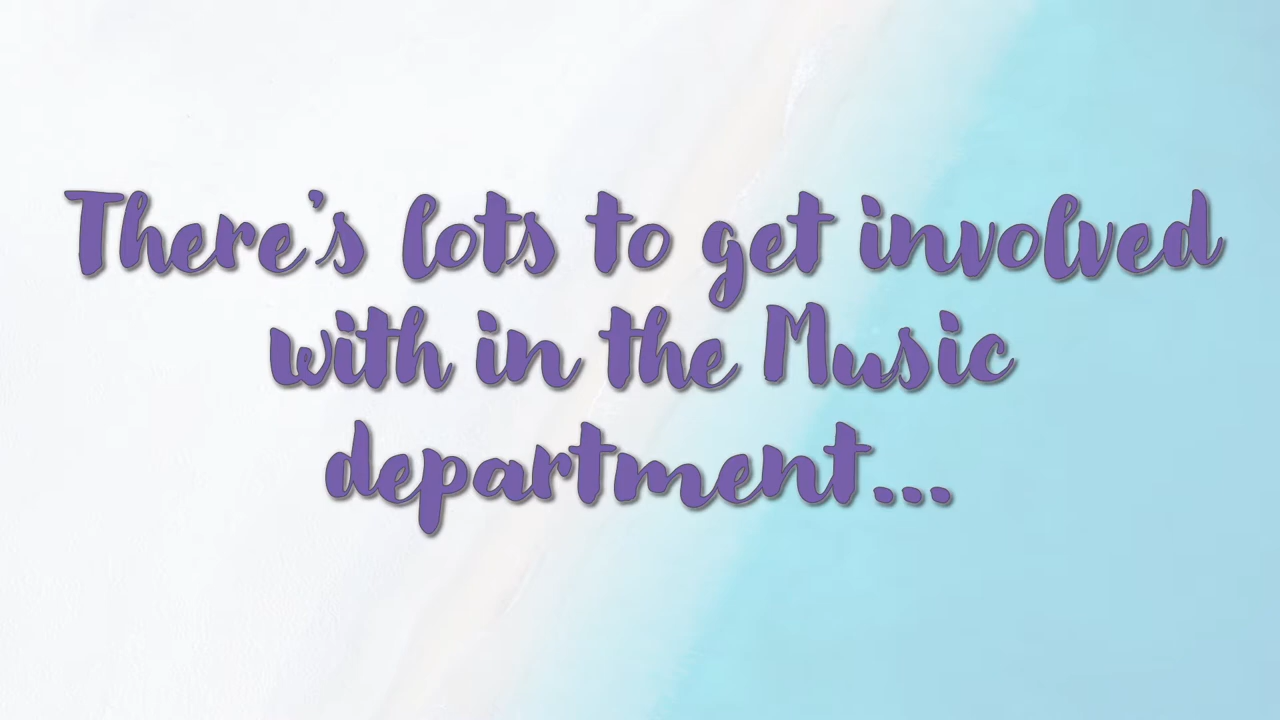 There's lots to get involved
with in the Music
department...